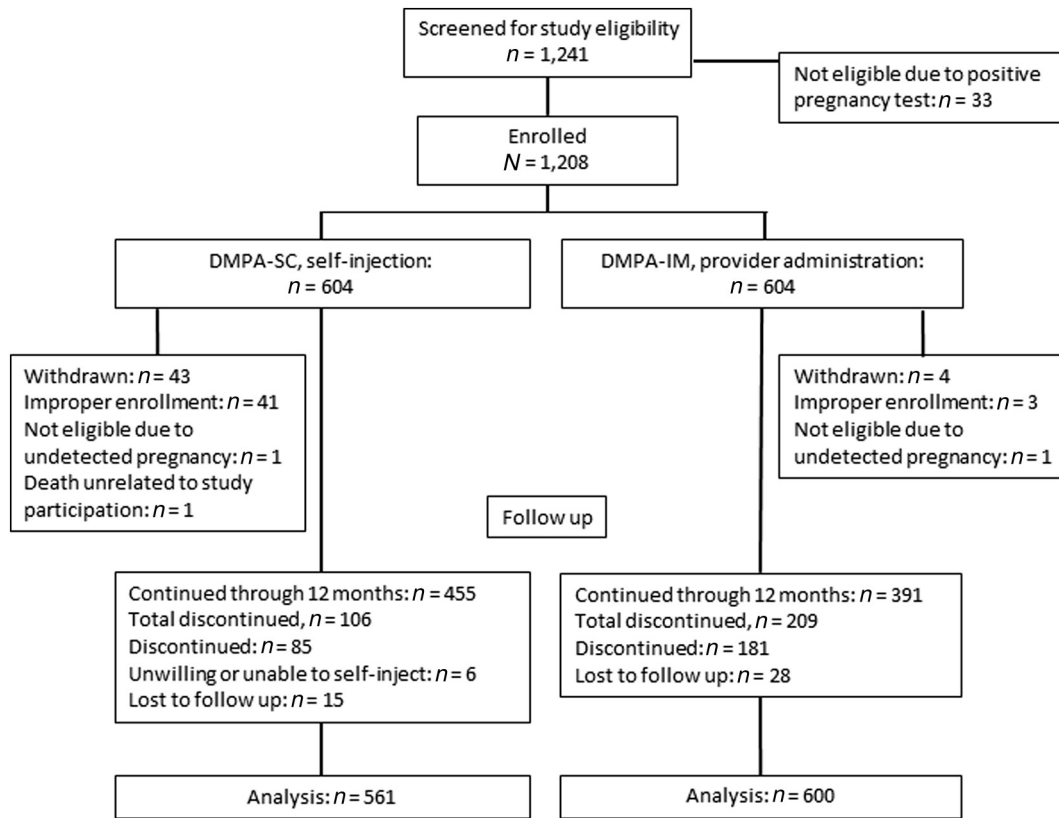 Screened for study eligibility
n = 1,241
Not eligible due to positive
pregnancy test: n = 33
Enrolled
N = 1,208
DMPA-SC, self-injection:
n = 604
DMPA-IM, provider administration:
n = 604
Withdrawn: n = 43
Improper enrollment: n = 41
Not eligible due to
undetected pregnancy: n = 1
Death unrelated to study
participation: n = 1
Withdrawn: n = 4
Improper enrollment: n = 3
Not eligible due to
undetected pregnancy: n = 1
Follow up
Continued through 12 months: n = 455
Total discontinued, n = 106
Discontinued: n = 85
Unwilling or unable to self-inject: n = 6
Lost to follow up: n = 15
Continued through 12 months: n = 391
Total discontinued, n = 209
Discontinued: n = 181
Lost to follow up: n = 28
Analysis: n = 561
Analysis: n = 600